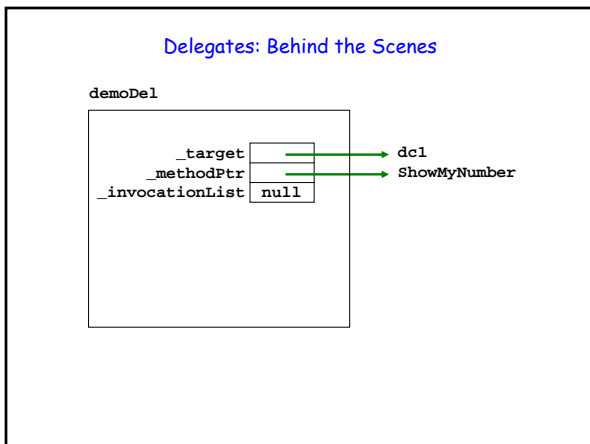 Delegates: Behind the Scenes
demoDel
_target dc1
_methodPtr ShowMyNumber
_invocationList null